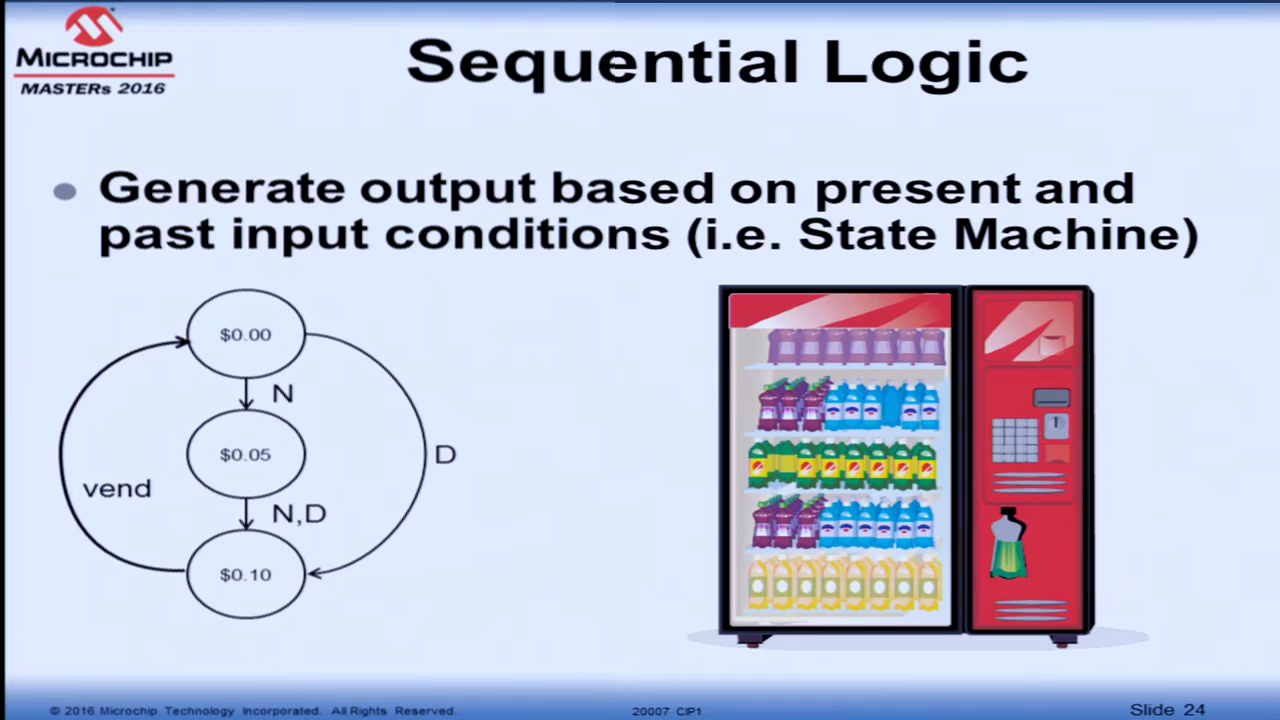 MICROCHIP
MASTERs 2016
Sequential Logic
Generate output based on present and
past input conditions (i.e. State Machine)
$0.00
N
$0.05
D
vend
N,D
$0.10
© 2016 Microchip Technology Incorporated. All Rights Reserved.
20007 CIP1
Slide 24